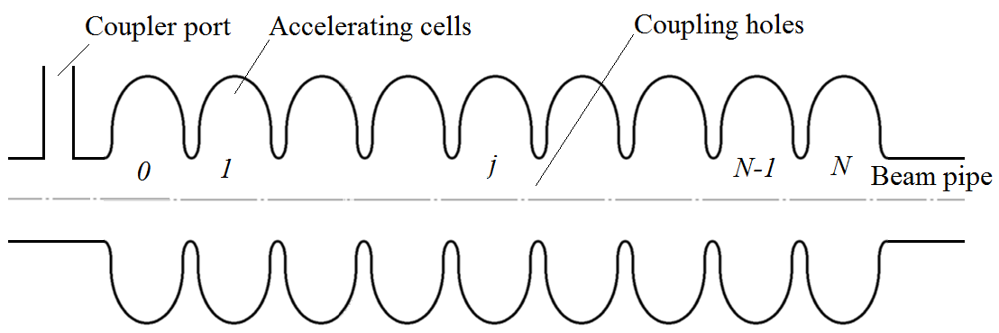 Coupler port
Accelerating cells
Coupling holes
0
1
j
N-1
N
Beam pipe